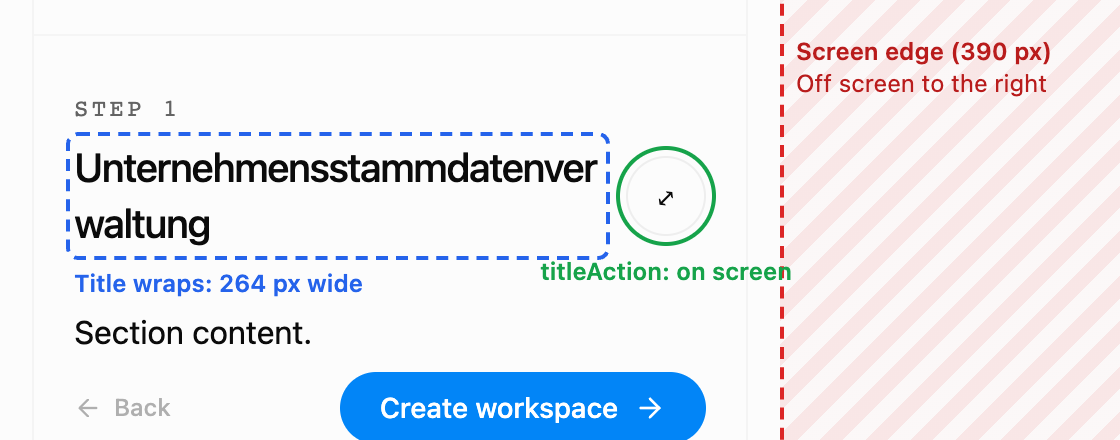 Screen edge (390 px)
Off screen to the right
STEP 1
Unternehmensstammdatenver
waltung
titleAction: on screen
Title wraps: 264 px wide
Section content.
← Back
Create workspace →